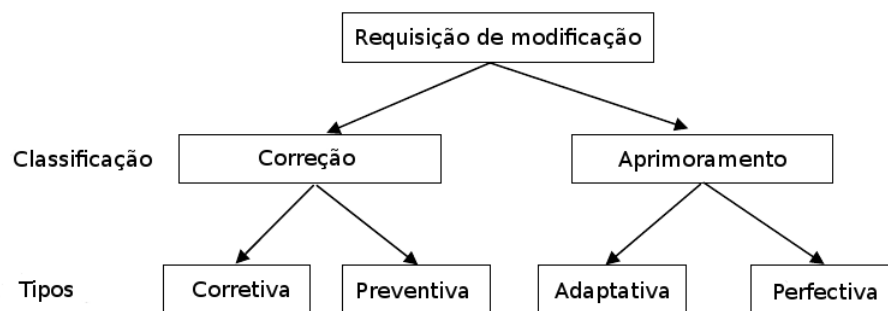 Requisição de modificação
Classificação
Correção
Aprimoramento
Tipos
Corretiva
Preventiva
Adaptativa
Perfectiva